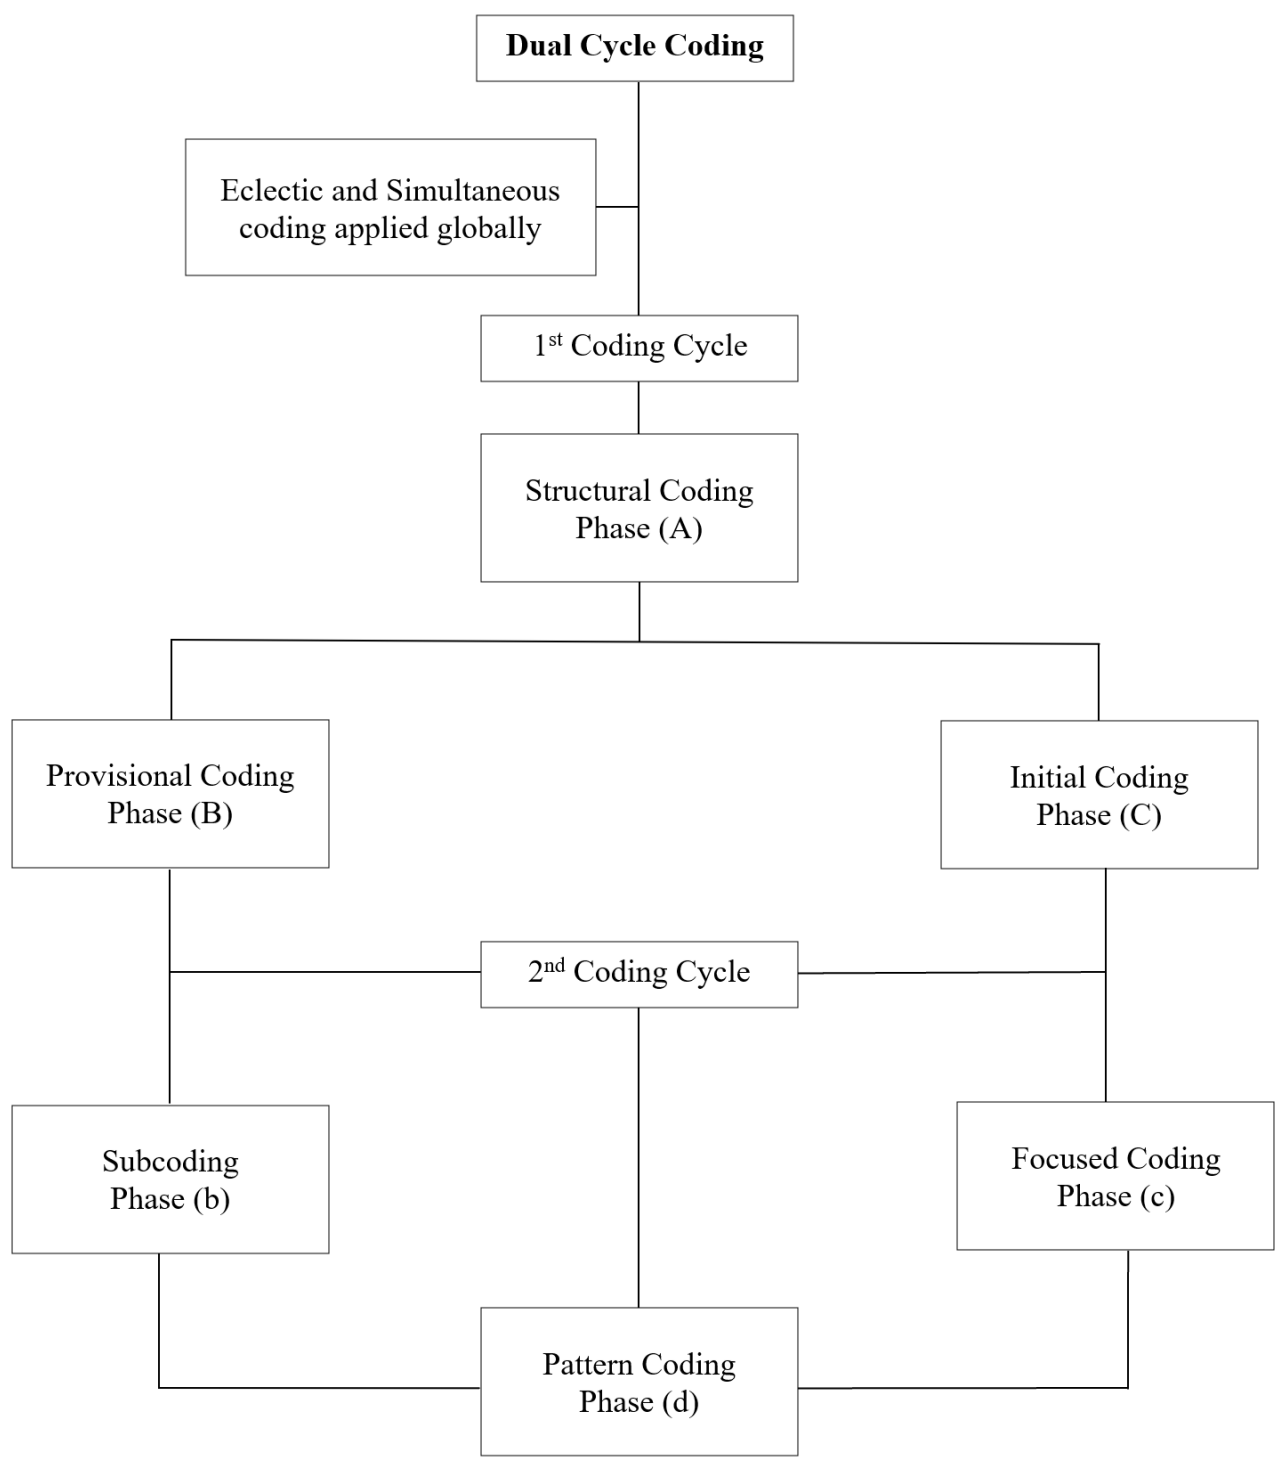 Dual Cycle Coding
Eclectic and Simultaneous
coding applied globally
1st Coding Cycle
Structural Coding
Phase (A)
Provisional Coding
Phase (B)
Initial Coding
Phase (C)
2nd Coding Cycle
Subcoding
Phase (b)
Focused Coding
Phase (c)
Pattern Coding
Phase (d)